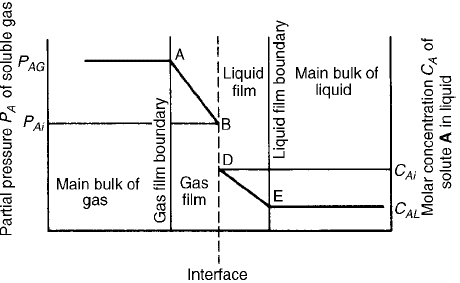 Partial pressure P_A of soluble gas
P_AG
P_Ai
A
B
D
E
Liquid
film
Main bulk of
liquid
Main bulk of
gas
Gas
film
Gas film boundary
Liquid film boundary
C_Ai
C_AL
Molar concentration C_A of
solute A in liquid
Interface